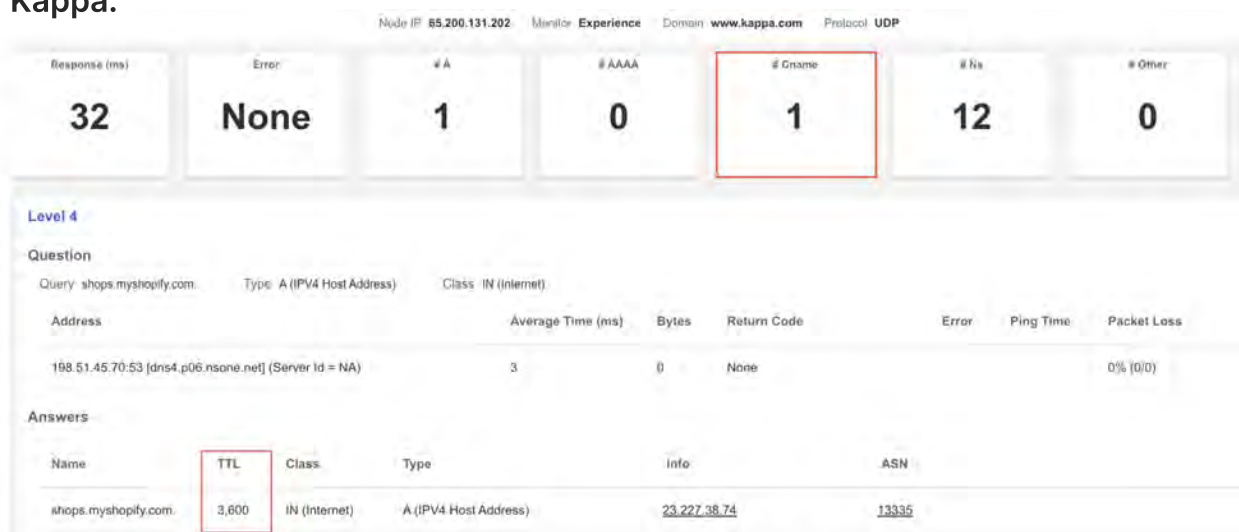 Kappa.
Node IP 65.200.131.202 Monitor Experience Domain www.kappa.com Protocol UDP
Response (ms) Error # A # AAAA # Cname # Ns # Other
32 None 1 0 1 12 0
Level 4
Question
Query shops.myshopify.com. Type A (IPV4 Host Address) Class IN (Internet)
Address Average Time (ms) Bytes Return Code Error Ping Time Packet Loss
198.51.45.70:53 [dns4.p06.nsone.net] (Server Id = NA) 3 0 None 0% (0/0)
Answers
Name TTL Class Type Info ASN
shops.myshopify.com. 3,600 IN (Internet) A (IPV4 Host Address) 23.227.38.74 13335